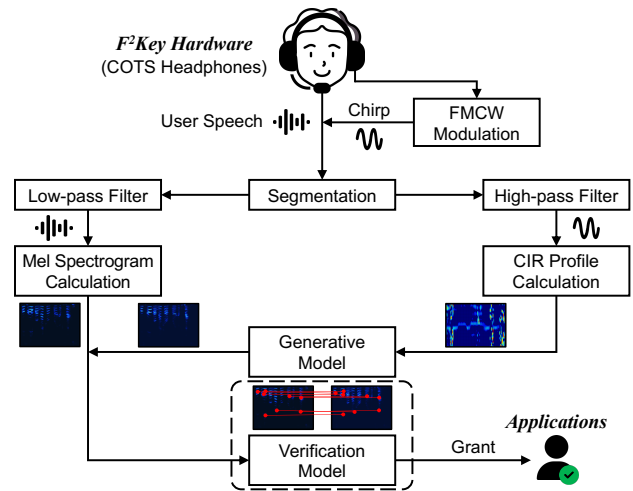 F²Key Hardware
(COTS Headphones)
User Speech
Chirp
FMCW
Modulation
Low-pass Filter
Segmentation
High-pass Filter
Mel Spectrogram
Calculation
CIR Profile
Calculation
Generative
Model
Applications
Verification
Model
Grant